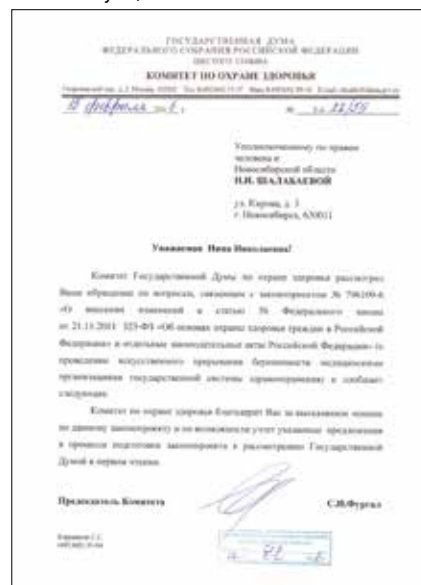 ГОСУДАРСТВЕННАЯ ДУМА
ФЕДЕРАЛЬНОГО СОБРАНИЯ РОССИЙСКОЙ ФЕДЕРАЦИИ
ШЕСТОГО СОЗЫВА
КОМИТЕТ ПО ОХРАНЕ ЗДОРОВЬЯ
февраля
№
Уполномоченному по правам
человека в
Новосибирской области
Н.Н. ШАЛАБАЕВОЙ
ул. Кирова, д. 3
г. Новосибирск, 630011
Уважаемая Нина Николаевна!
Комитет Государственной Думы по охране здоровья рассмотрел
Ваше обращение по вопросам, связанным с законопроектом
«О внесении изменений в статью 56 Федерального закона
от 21.11.2011 323-ФЗ «Об основах охраны здоровья граждан в Российской
Федерации» и отдельные законодательные акты Российской Федерации» (о
проведении искусственного прерывания беременности медицинскими
организациями государственной системы здравоохранения) и сообщает
следующее.
Комитет по охране здоровья благодарит Вас за высказанное мнение
по данному законопроекту и по возможности учтет указанные предложения
в процессе подготовки законопроекта к рассмотрению Государственной
Думой в первом чтении.
Председатель Комитета
С.И.Фургал